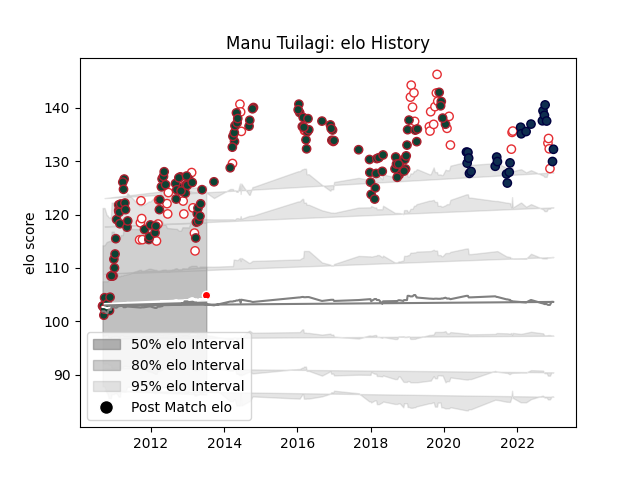 Manu Tuilagi: elo History
elo score
140
130
120
110
100
90
50% elo Interval
80% elo Interval
95% elo Interval
Post Match elo
2012 2014 2016 2018 2020 2022